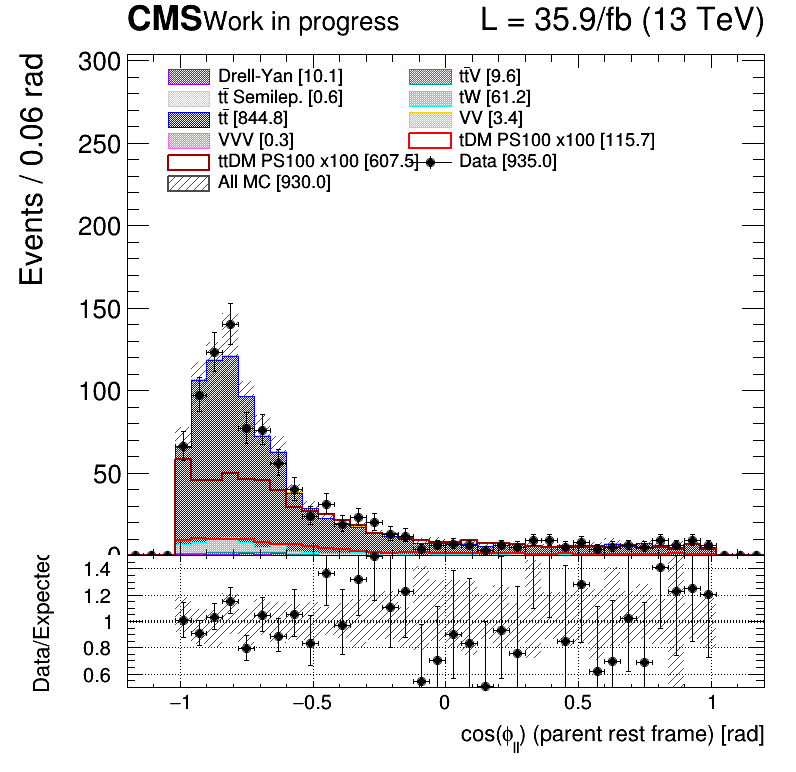 CMS Work in progress L = 35.9/fb (13 TeV)
Events / 0.06 rad
300
250
200
150
100
50
0
Drell-Yan [10.1]
tt̄V [9.6]
tt̄ Semilep. [0.6]
tW [61.2]
tt̄ [844.8]
VV [3.4]
VVV [0.3]
tDM PS100 x100 [115.7]
ttDM PS100 x100 [607.5]
Data [935.0]
All MC [930.0]
Data/Expected
1.4
1.2
1
0.8
0.6
−1 −0.5 0 0.5 1
cos(ϕ_ll) (parent rest frame) [rad]